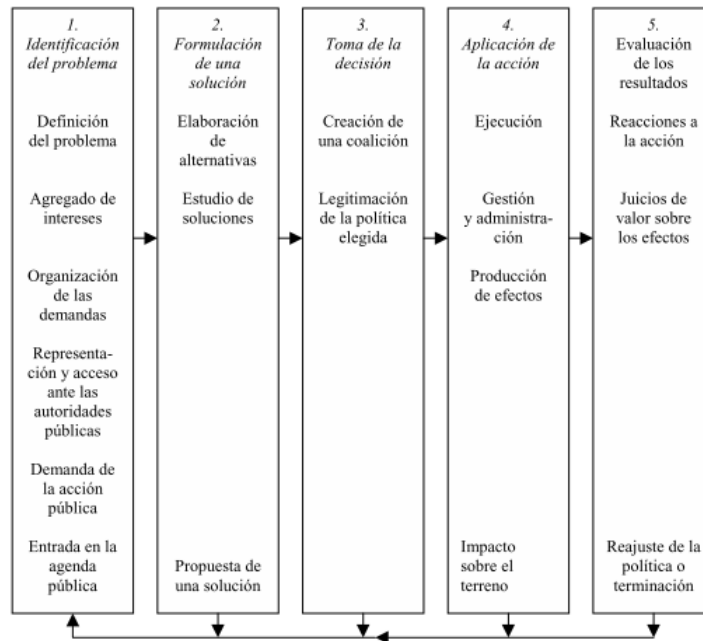 1.
Identificación
del problema
Definición
del problema
Agregado de
intereses
Organización
de las
demandas
Representa-
ción y acceso
ante las
autoridades
públicas
Demanda de
la acción
pública
Entrada en la
agenda
pública
2.
Formulación
de una
solución
Elaboración
de
alternativas
Estudio de
soluciones
Propuesta de
una solución
3.
Toma de la
decisión
Creación de
una coalición
Legitimación
de la política
elegida
4.
Aplicación de
la acción
Ejecución
Gestión
y administra-
ción
Producción
de efectos
Impacto
sobre el
terreno
5.
Evaluación
de los
resultados
Reacciones a
la acción
Juicios de
valor sobre
los efectos
Reajuste de la
política o
terminación